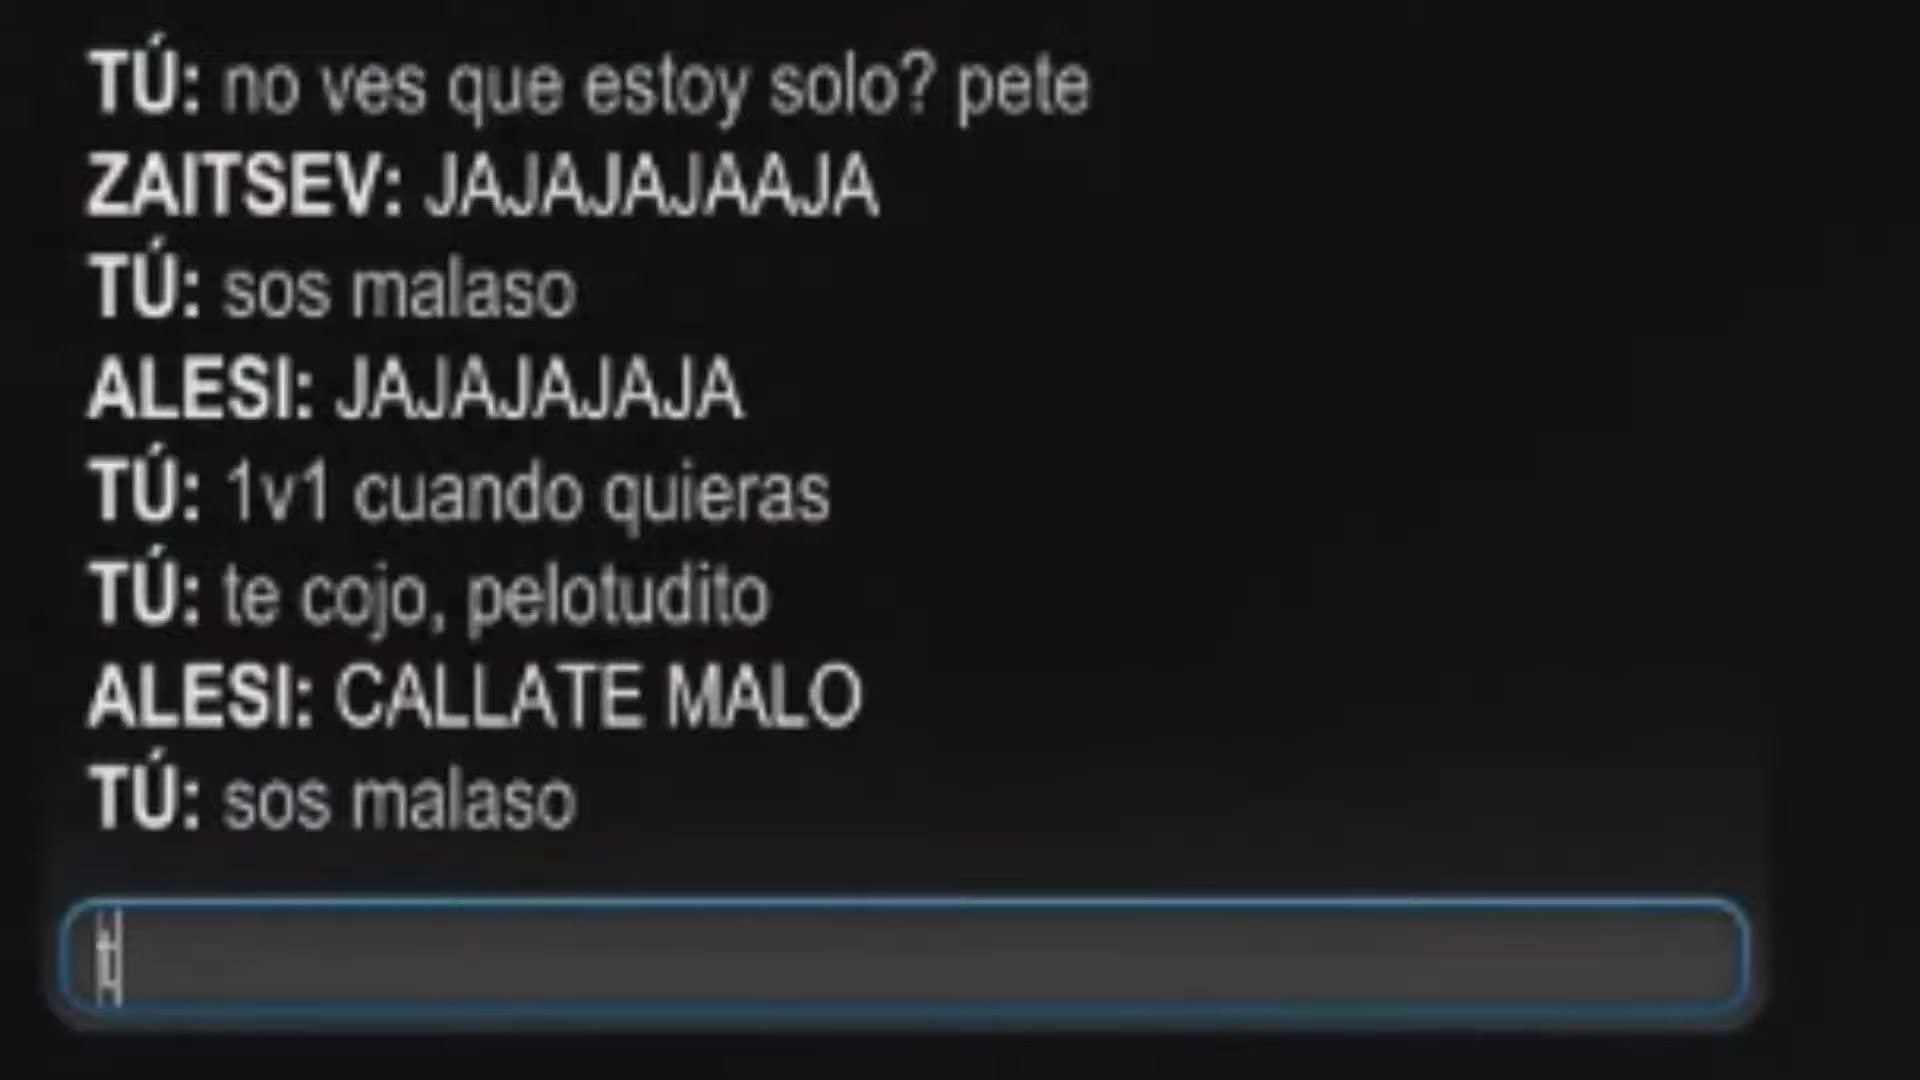 TÚ: no ves que estoy solo? pete
ZAITSEV: JAJAJAJAAJA
TÚ: sos malaso
ALESI: JAJAJAJAJA
TÚ: 1v1 cuando quieras
TÚ: te cojo, pelotudito
ALESI: CALLATE MALO
TÚ: sos malaso